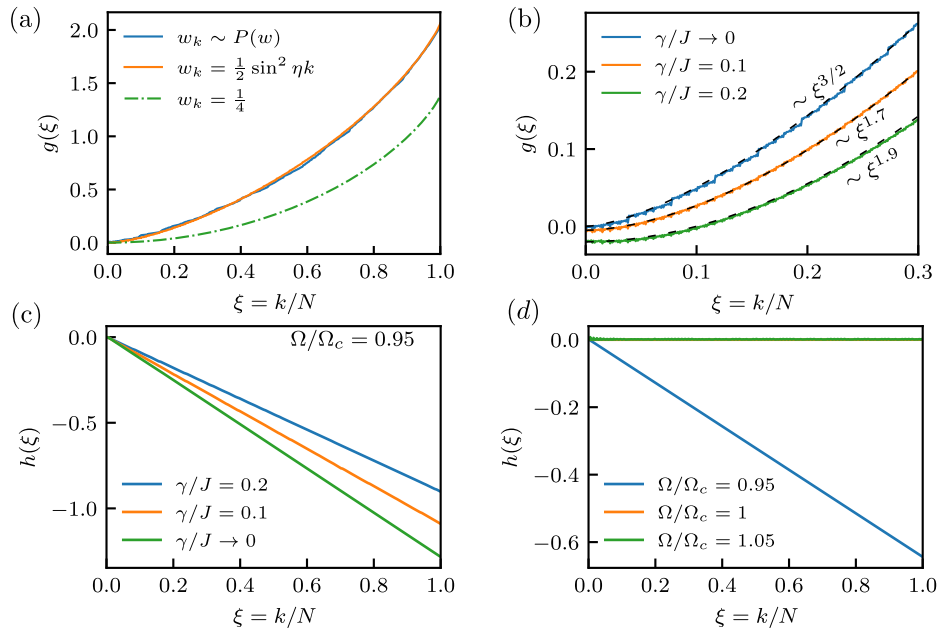 (a)
2.0
1.5
1.0
0.5
0.0
g(ξ)
w_k ∼ P(w)
w_k = 1/2 sin² ηk
w_k = 1/4
0.0 0.2 0.4 0.6 0.8 1.0
ξ = k/N
(b)
0.2
0.1
0.0
g(ξ)
γ/J → 0
γ/J = 0.1
γ/J = 0.2
∼ ξ^{3/2}
∼ ξ^{1.7}
∼ ξ^{1.9}
0.0 0.1 0.2 0.3
ξ = k/N
(c)
0.0
−0.5
−1.0
h(ξ)
Ω/Ω_c = 0.95
γ/J = 0.2
γ/J = 0.1
γ/J → 0
0.0 0.2 0.4 0.6 0.8 1.0
ξ = k/N
(d)
0.0
−0.2
−0.4
−0.6
h(ξ)
Ω/Ω_c = 0.95
Ω/Ω_c = 1
Ω/Ω_c = 1.05
0.0 0.2 0.4 0.6 0.8 1.0
ξ = k/N